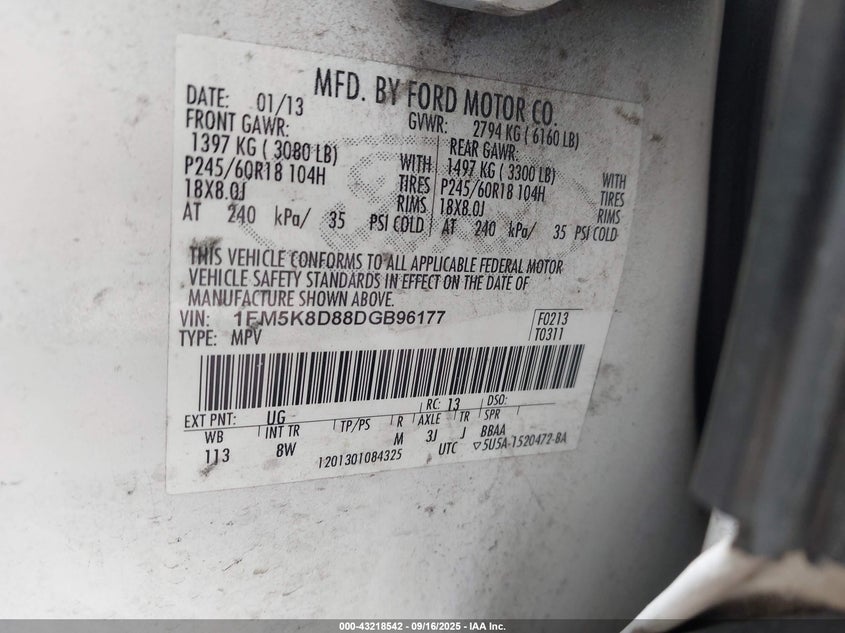 MFD. BY FORD MOTOR CO.
DATE: 01/13
GVWR: 2794 KG ( 6160 LB)
FRONT GAWR:
REAR GAWR:
1397 KG ( 3080 LB) WITH
1497 KG ( 3300 LB) WITH
P245/60R18 104H TIRES
P245/60R18 104H TIRES
18X8.0J RIMS
18X8.0J RIMS
AT 240 kPa/ 35 PSI COLD
AT 240 kPa/ 35 PSI COLD
THIS VEHICLE CONFORMS TO ALL APPLICABLE FEDERAL MOTOR
VEHICLE SAFETY STANDARDS IN EFFECT ON THE DATE OF
MANUFACTURE SHOWN ABOVE.
VIN: 1FM5K8D88DGB96177
F0213
TYPE: MPV
T0311
EXT PNT: UG RC: 13 DSO:
WB INT TR TP/PS R AXLE TR SPR
113 8W M 3J J BBAA
1201301084325 UTC ▽5U5A-1520472-BA
000-43218542 - 09/16/2025 - IAA Inc.